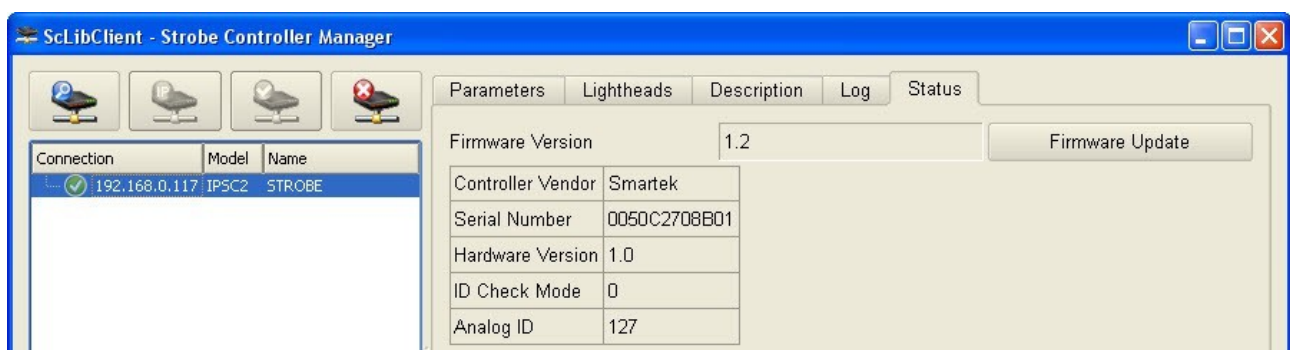 ScLibClient - Strobe Controller Manager
IP
Parameters Lightheads Description Log Status
Firmware Version 1.2 Firmware Update
Connection Model Name
192.168.0.117 IPSC2 STROBE
Controller Vendor Smartek
Serial Number 0050C2708B01
Hardware Version 1.0
ID Check Mode 0
Analog ID 127